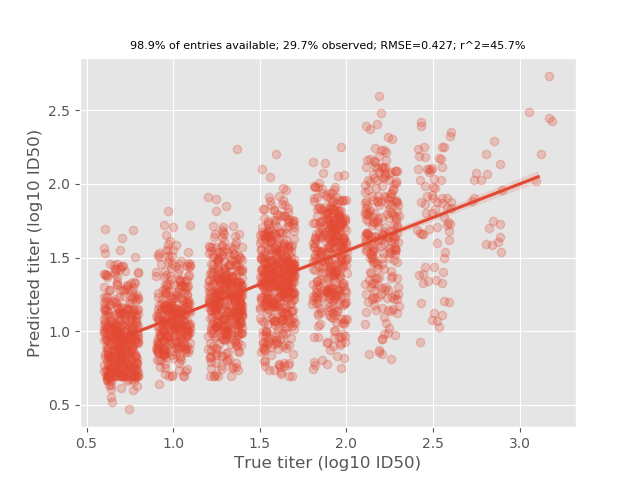 98.9% of entries available; 29.7% observed; RMSE=0.427; r^2=45.7%
Predicted titer (log10 ID50)
2.5
2.0
1.5
1.0
0.5
0.5 1.0 1.5 2.0 2.5 3.0
True titer (log10 ID50)